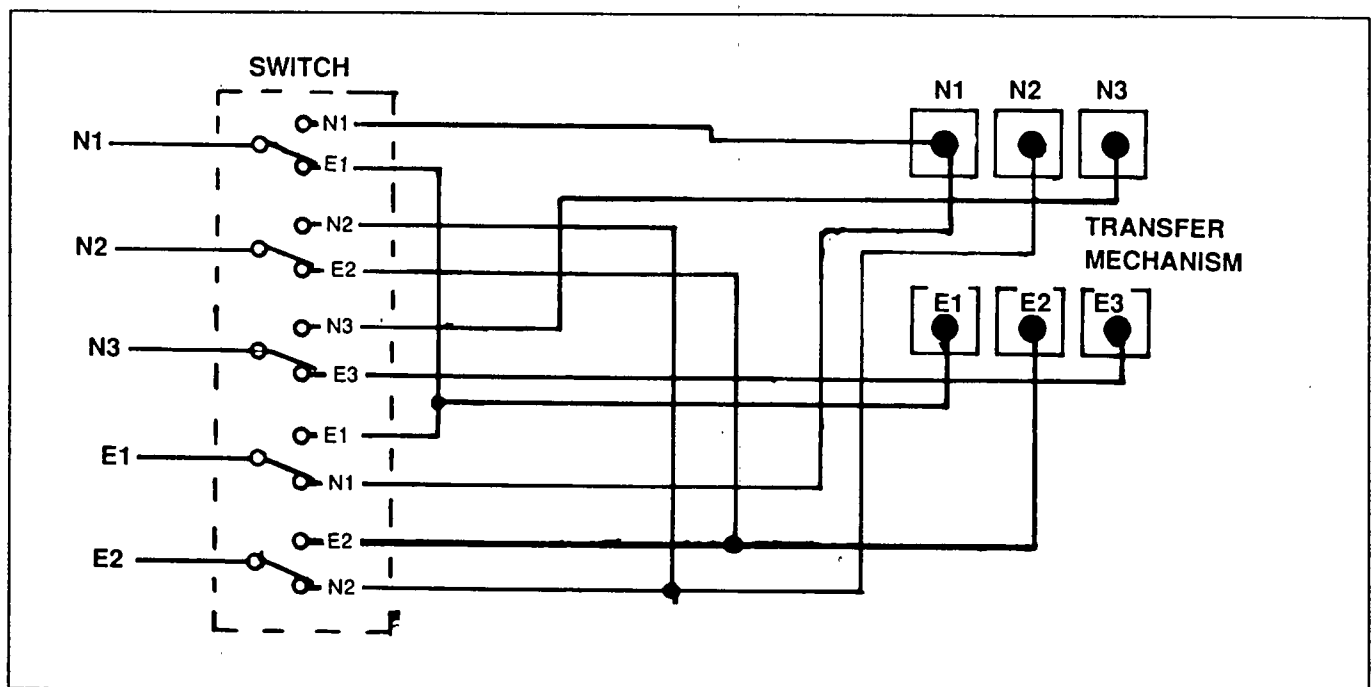 SWITCH
N1
N1
E1
N2
N2
E2
N3
N3
E3
E1
E1
N1
E2
E2
N2
N1 N2 N3
TRANSFER
MECHANISM
E1 E2 E3